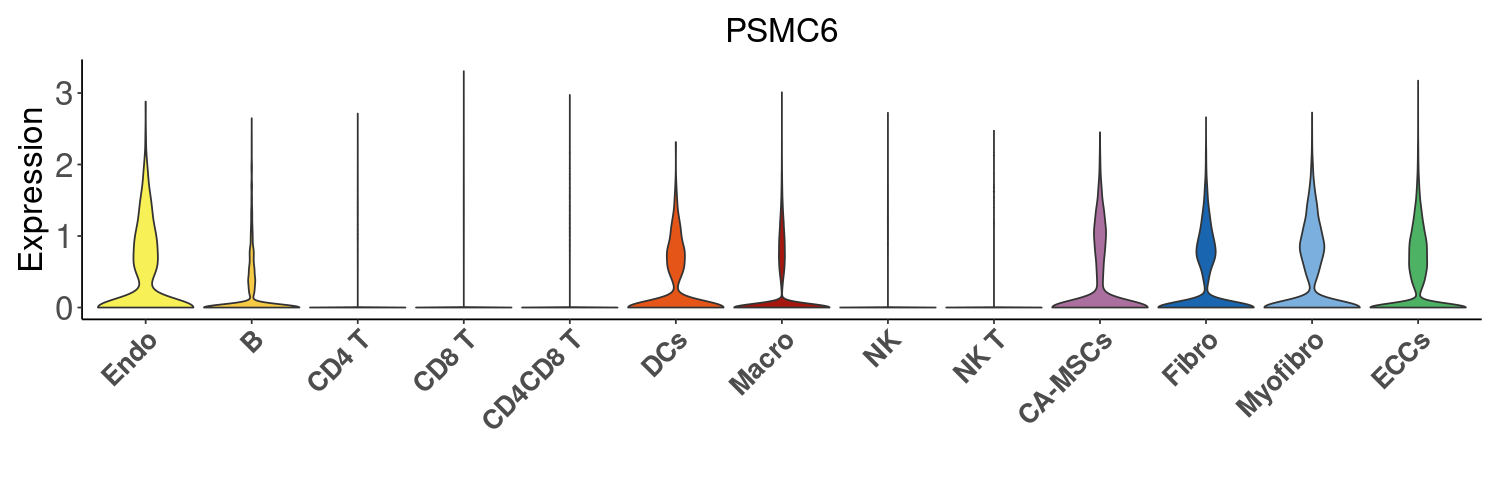 PSMC6
Expression
3
2
1
0
Endo
B
CD4 T
CD8 T
CD4CD8 T
DCs
Macro
NK
NK T
CA-MSCs
Fibro
Myofibro
ECCs